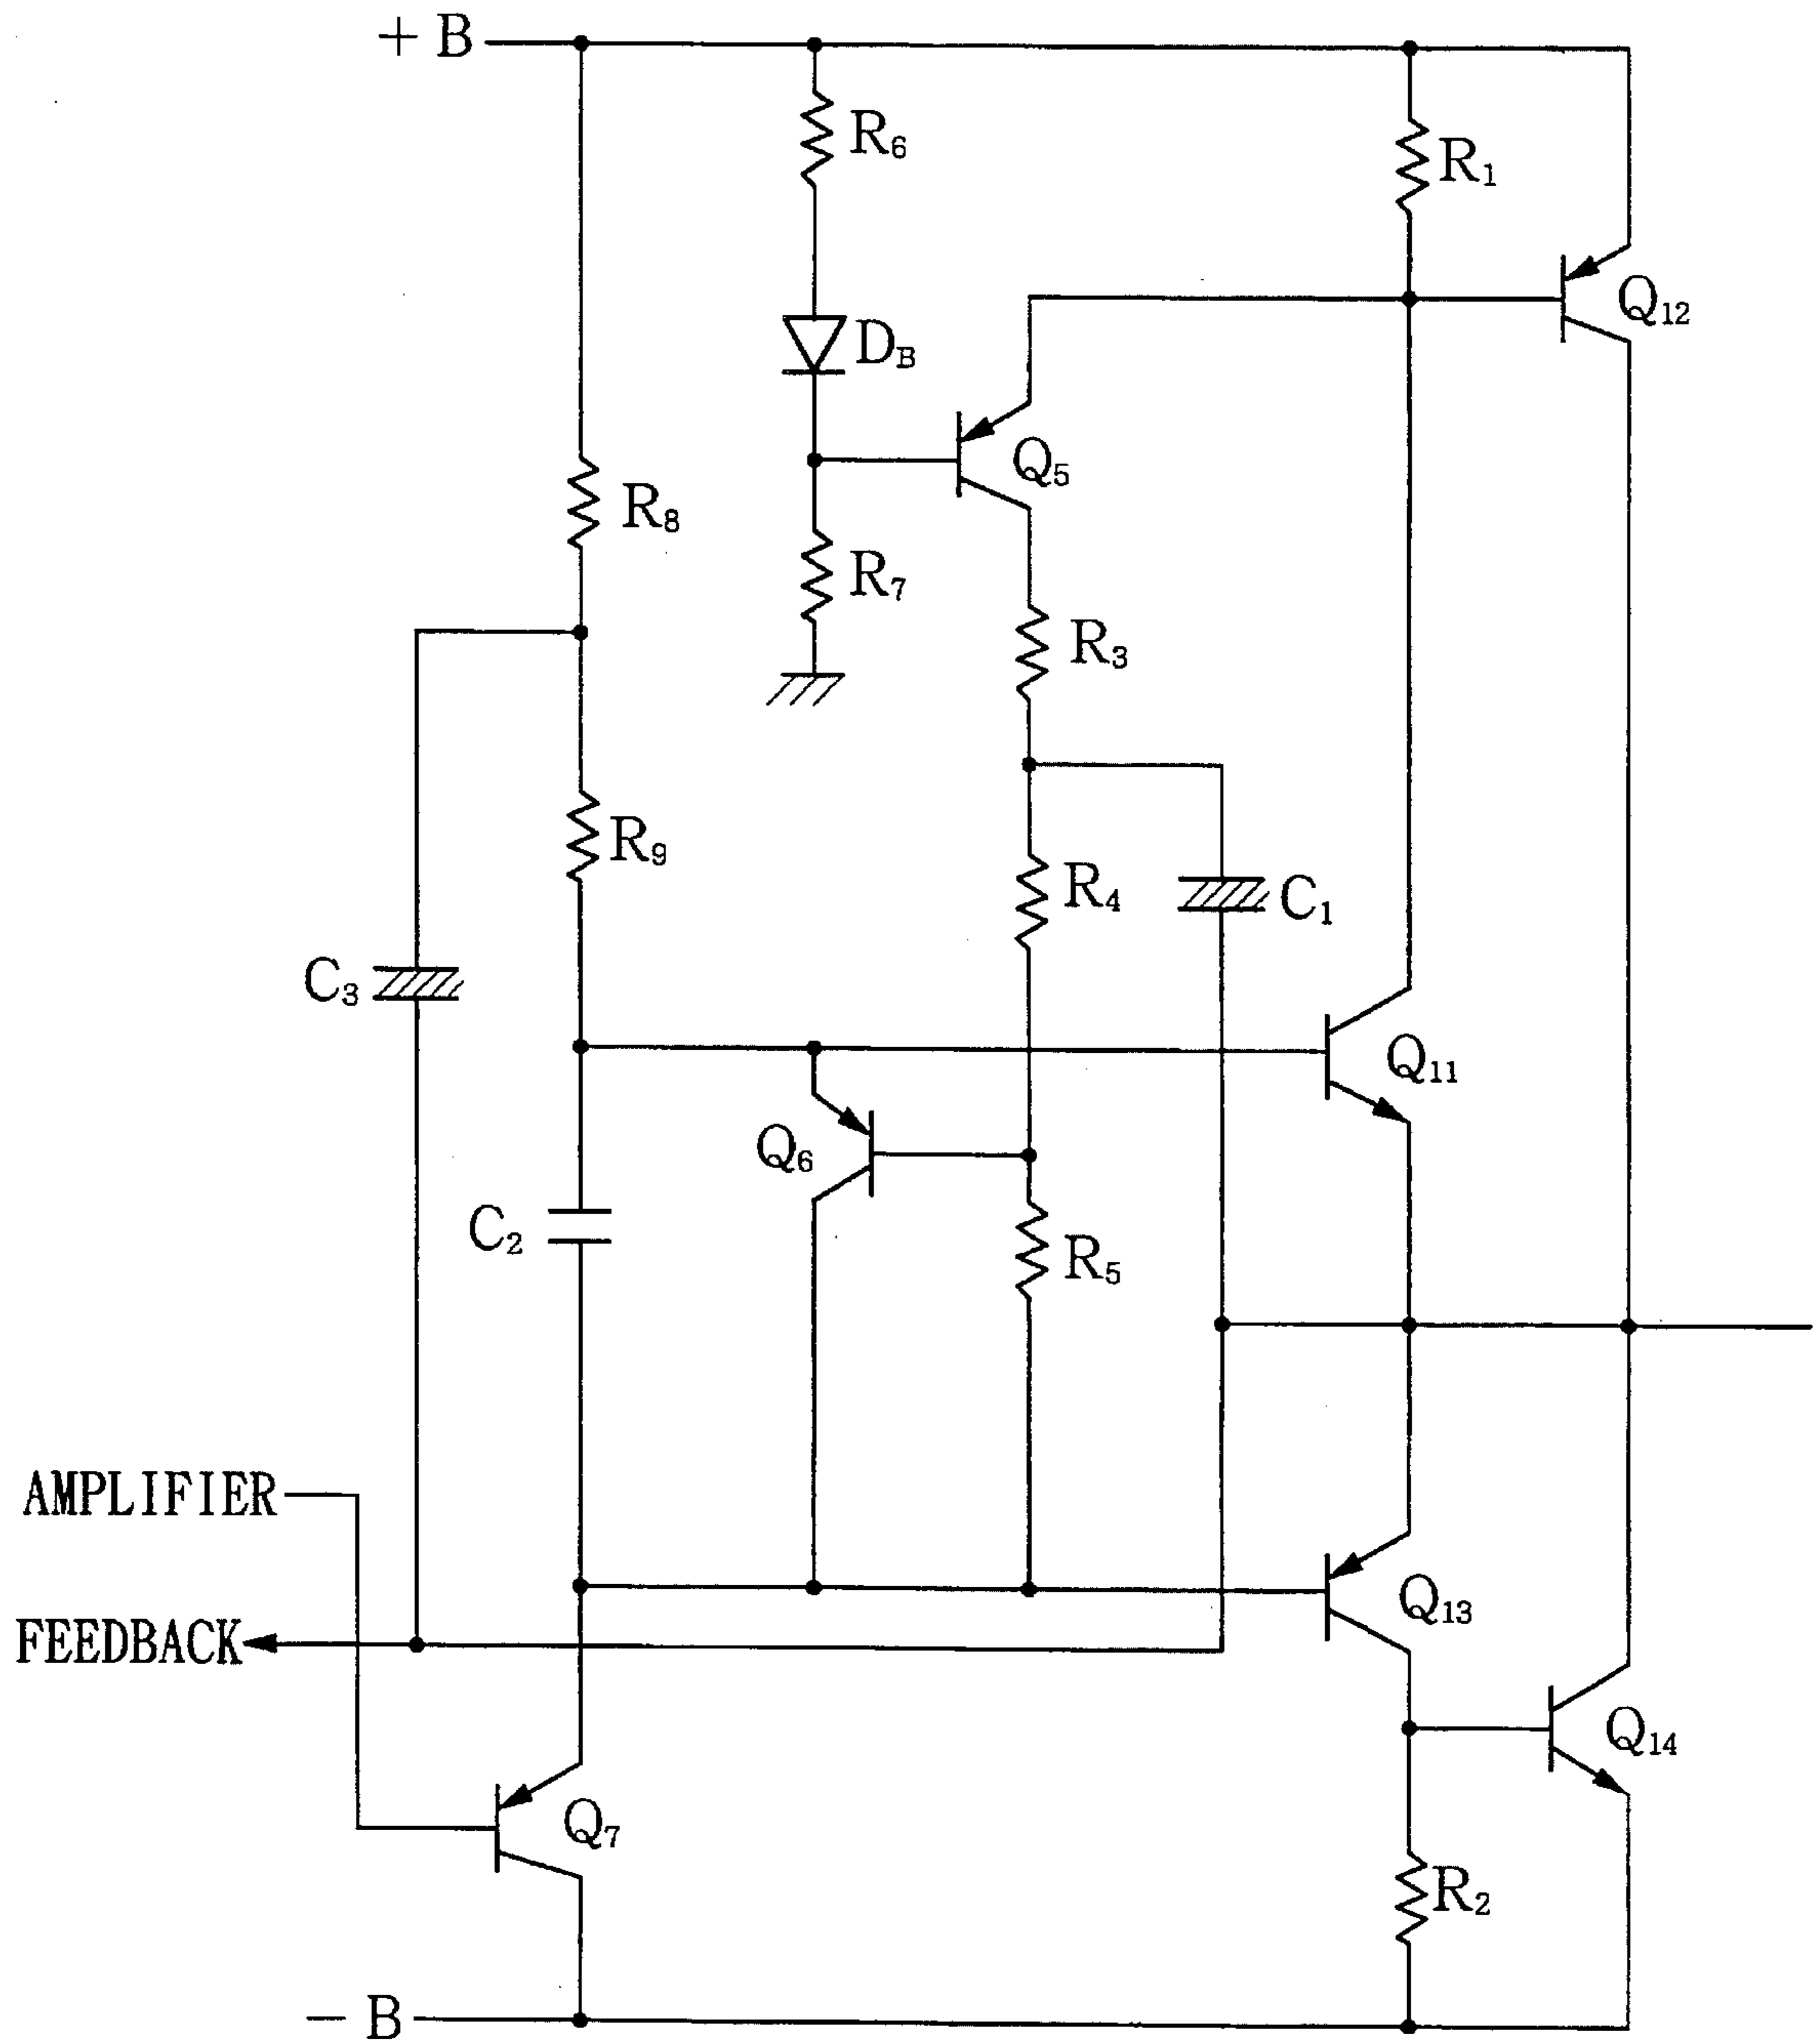 + B
R₆
R₁
Q₁₂
D_B
Q₅
R₈
R₇
R₃
R₉
R₄
C₁
C₃
Q₁₁
Q₆
C₂
R₅
AMPLIFIER
Q₁₃
FEEDBACK
Q₁₄
Q₇
R₂
− B